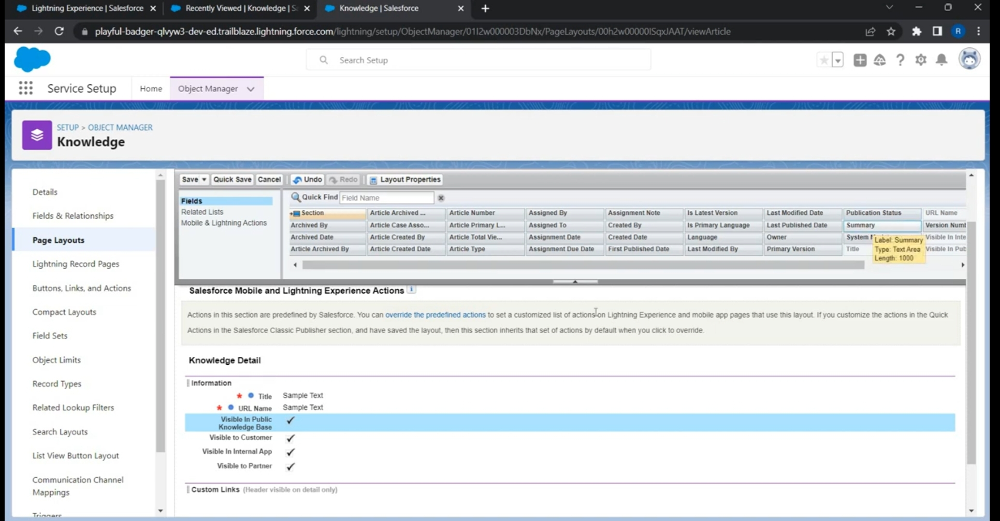 Lightning Experience | Salesforce
Recently Viewed | Knowledge | Sa
Knowledge | Salesforce
playful-badger-qlvyw3-dev-ed.trailblaze.lightning.force.com/lightning/setup/ObjectManager/01I2w000003DbNx/PageLayouts/00h2w00000ISqxJAAT/viewArticle
R
Search Setup
Service Setup
Home
Object Manager
SETUP > OBJECT MANAGER
Knowledge
Details
Fields & Relationships
Page Layouts
Lightning Record Pages
Buttons, Links, and Actions
Compact Layouts
Field Sets
Object Limits
Record Types
Related Lookup Filters
Search Layouts
List View Button Layout
Communication Channel
Mappings
Triggers
Save
Quick Save
Cancel
Undo
Redo
Layout Properties
Fields
Related Lists
Mobile & Lightning Actions
Quick Find
Field Name
Section Article Archived ... Article Number Assigned By Assignment Note Is Latest Version Last Modified Date Publication Status URL Name
Archived By Article Case Asso... Article Primary L... Assigned To Created By Is Primary Language Last Published Date Summary Version Numb
Archived Date Article Created By Article Total Vie... Assignment Date Created Date Language Owner System Visible In Inte
Article Archived By Article Created Date Article Type Assignment Due Date First Published Date Last Modified By Primary Version Title Visible In Pub
Label: Summary
Type: Text Area
Length: 1000
Salesforce Mobile and Lightning Experience Actions i
Actions in this section are predefined by Salesforce. You can override the predefined actions to set a customized list of actions on Lightning Experience and mobile app pages that use this layout. If you customize the actions in the Quick
Actions in the Salesforce Classic Publisher section, and have saved the layout, then this section inherits that set of actions by default when you click to override.
Knowledge Detail
Information
* Title Sample Text
* URL Name Sample Text
Visible In Public
Knowledge Base
Visible to Customer
Visible In Internal App
Visible to Partner
Custom Links (Header visible on detail only)